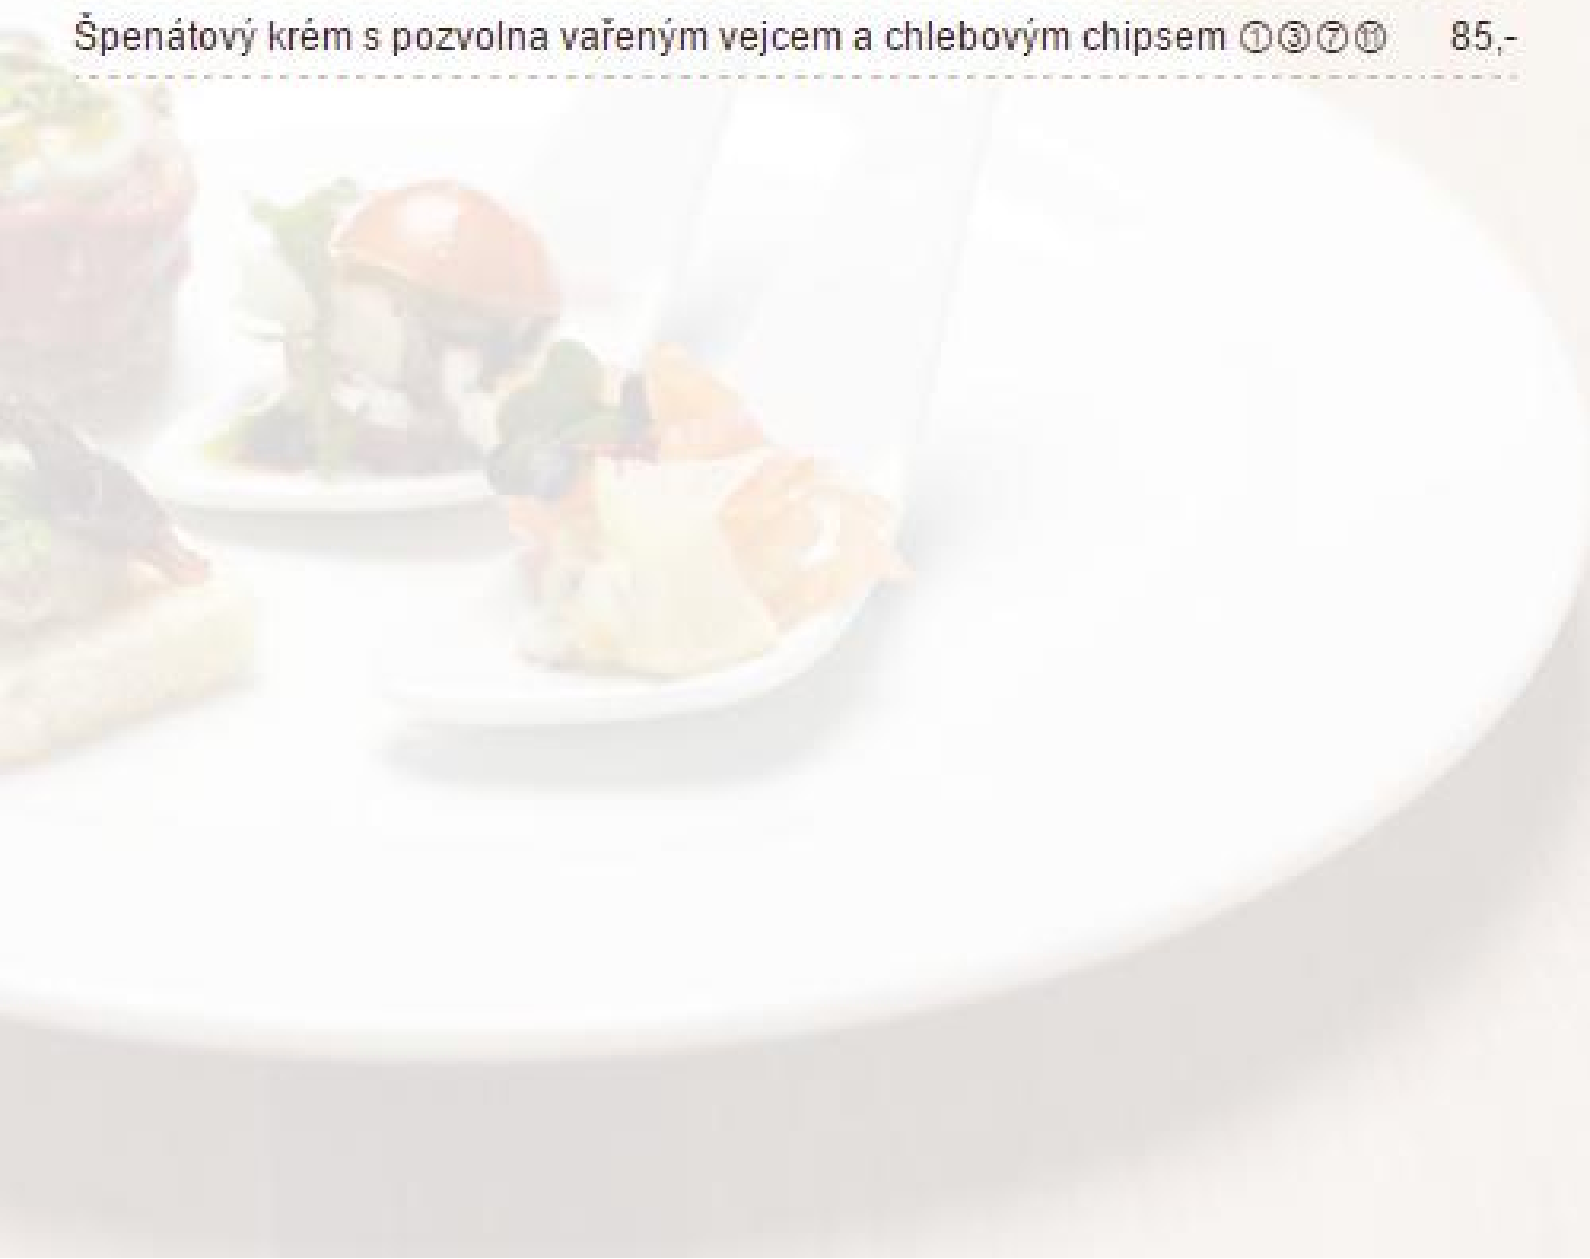 Špenátový krém s pozvolna vařeným vejcem a chlebovým chipsem ①③⑦⑪ 85,-